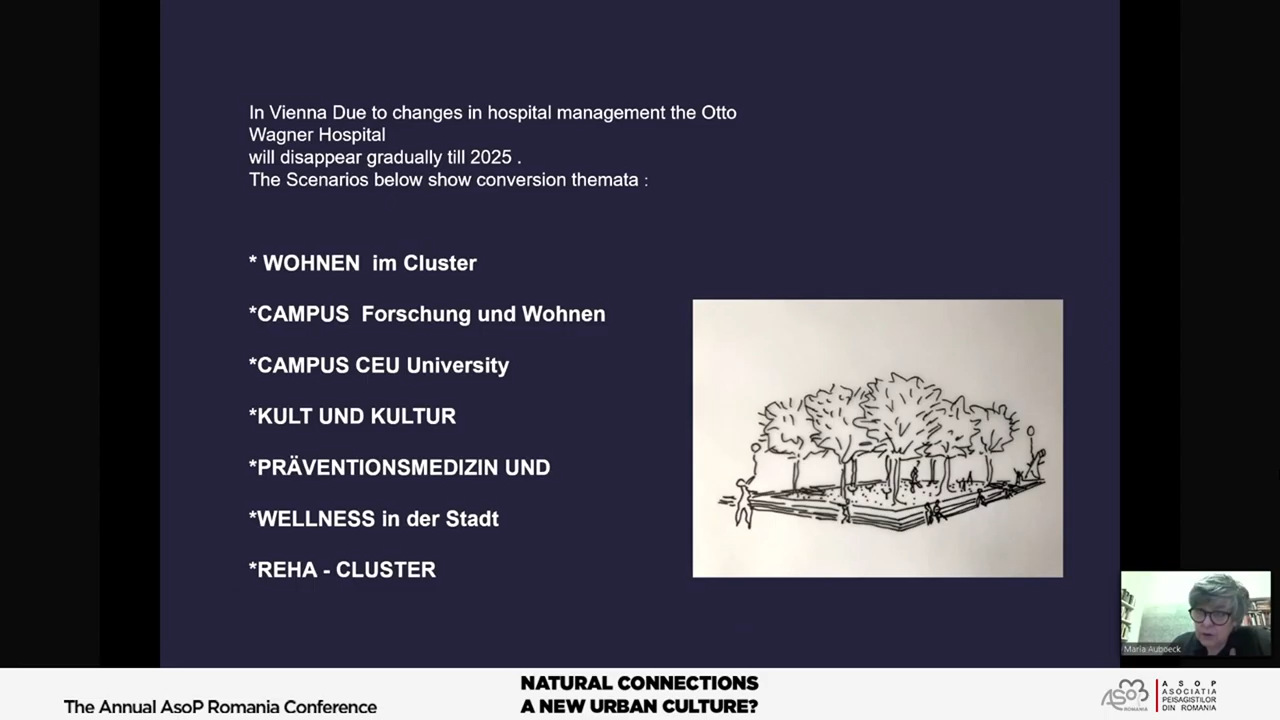 In Vienna Due to changes in hospital management the Otto
Wagner Hospital
will disappear gradually till 2025 .
The Scenarios below show conversion themata :
* WOHNEN  im Cluster
*CAMPUS  Forschung und Wohnen
*CAMPUS CEU University
*KULT UND KULTUR
*PRÄVENTIONSMEDIZIN UND
*WELLNESS in der Stadt
*REHA - CLUSTER
Maria Auböeck
The Annual AsoP Romania Conference
NATURAL CONNECTIONS
A NEW URBAN CULTURE?
ASoP
ROMANIA
A S O P
ASOCIATIA
PEISAGISTILOR
DIN ROMANIA